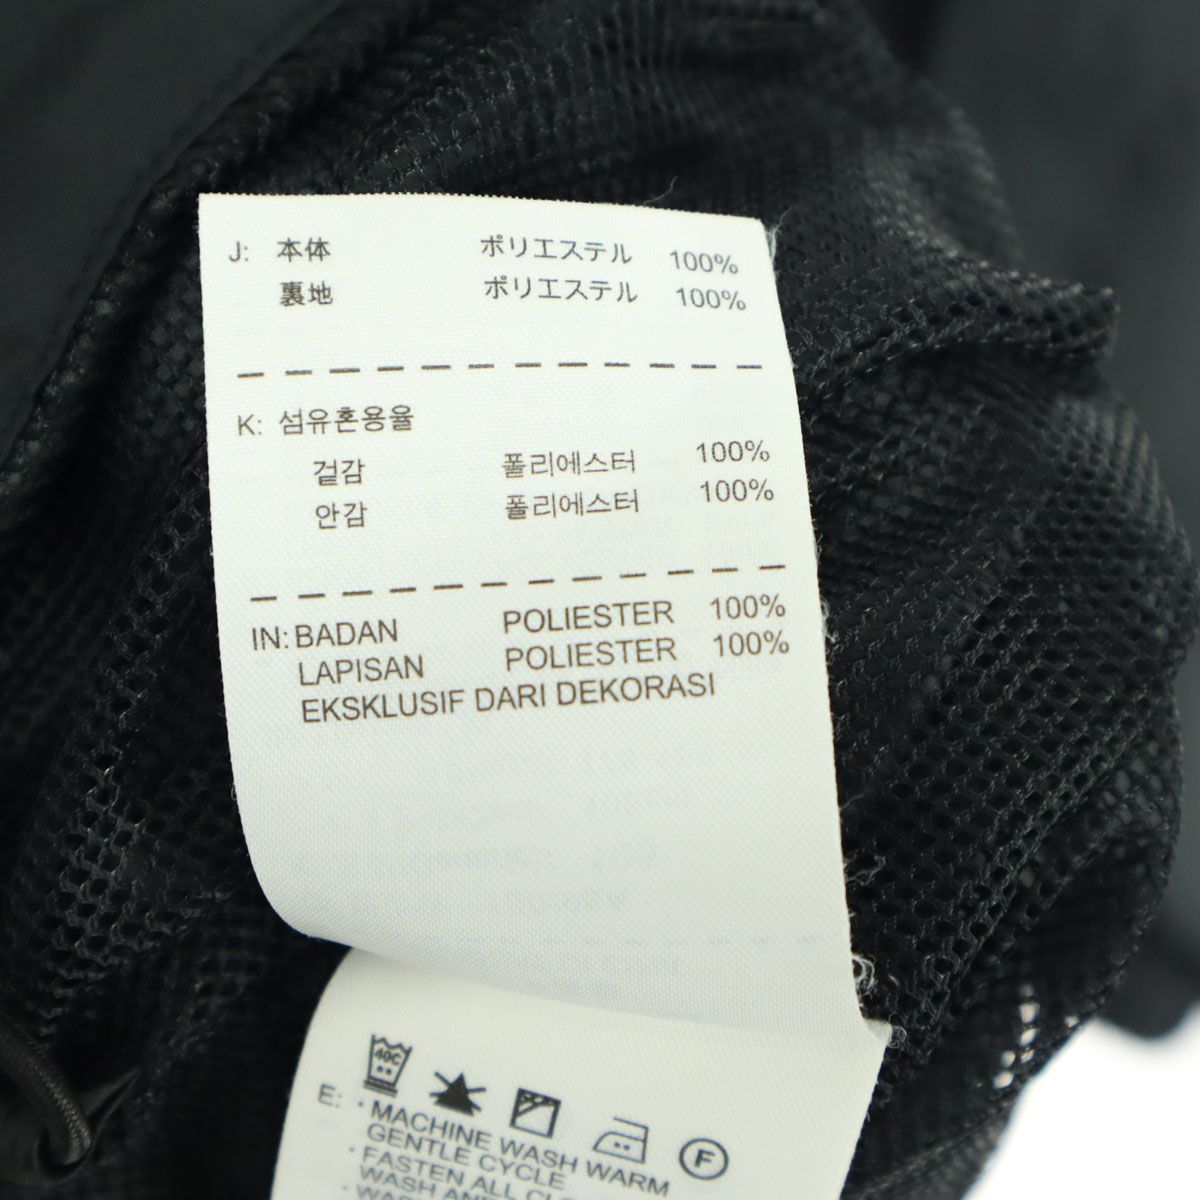 J: 本体 ポリエステル 100%
裏地 ポリエステル 100%
K: 섬유혼용율
겉감 폴리에스터 100%
안감 폴리에스터 100%
IN: BADAN POLIESTER 100%
LAPISAN POLIESTER 100%
EKSKLUSIF DARI DEKORASI
40C
F
E: · MACHINE WASH WARM
GENTLE CYCLE
· FASTEN ALL
WASH AND